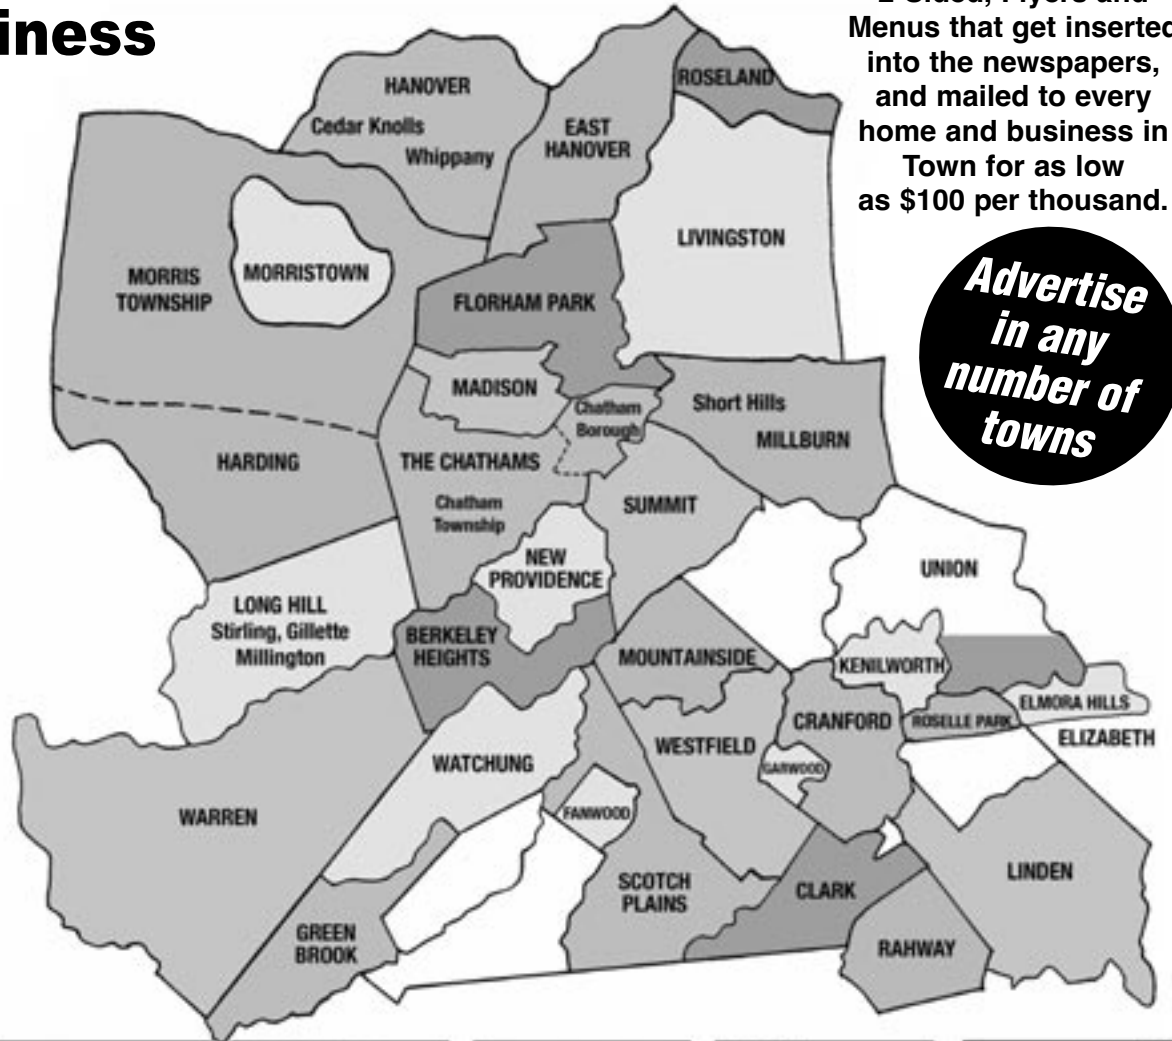 iness
Menus that get inserted
into the newspapers,
and mailed to every
home and business in
Town for as low
as $100 per thousand.
Advertise
in any
number of
towns
HANOVER
Cedar Knolls
Whippany
EAST
HANOVER
ROSELAND
LIVINGSTON
MORRIS
TOWNSHIP
MORRISTOWN
FLORHAM PARK
MADISON
Chatham
Borough
Short Hills
MILLBURN
HARDING
THE CHATHAMS
Chatham
Township
SUMMIT
NEW
PROVIDENCE
UNION
LONG HILL
Stirling, Gillette
Millington
BERKELEY
HEIGHTS
MOUNTAINSIDE
KENILWORTH
ELMORA HILLS
ROSELLE PARK
ELIZABETH
CRANFORD
WESTFIELD
GARWOOD
WATCHUNG
WARREN
FANWOOD
SCOTCH
PLAINS
CLARK
LINDEN
GREEN
BROOK
RAHWAY